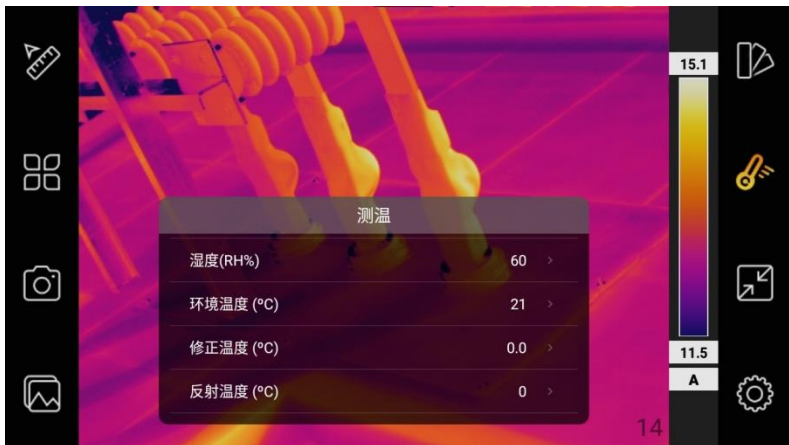 15.1
测温
湿度(RH%) 60
环境温度 (ºC) 21
修正温度 (ºC) 0.0
反射温度 (ºC) 0
11.5
A
14